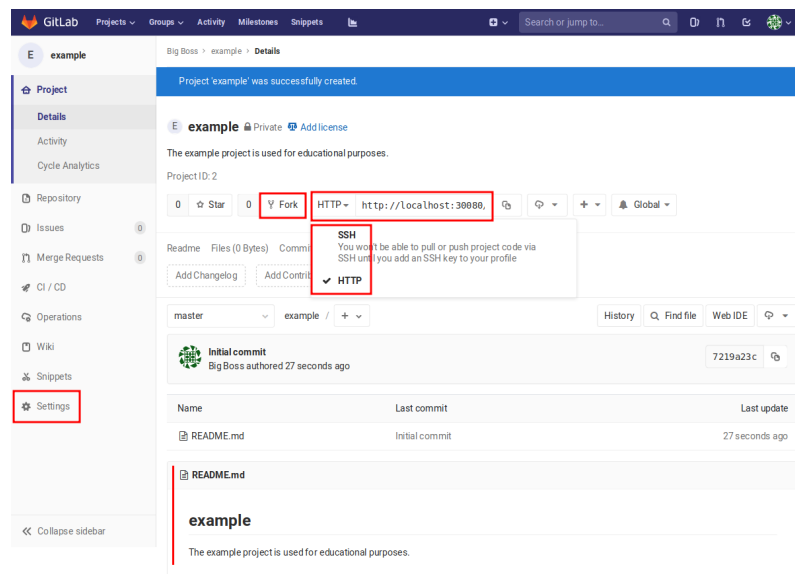 GitLab Projects Groups Activity Milestones Snippets Search or jump to...
E example
Big Boss > example > Details
Project 'example' was successfully created.
Project
Details
Activity
Cycle Analytics
Repository
Issues 0
Merge Requests 0
CI / CD
Operations
Wiki
Snippets
Settings
Collapse sidebar
E example Private Add license
The example project is used for educational purposes.
Project ID: 2
0 Star 0 Fork HTTP http://localhost:30080, Global
SSH
You won't be able to pull or push project code via
SSH until you add an SSH key to your profile
HTTP
Readme Files (0 Bytes)
Add Changelog
master example / + History Find file Web IDE
Initial commit
Big Boss authored 27 seconds ago
7219a23c
Name Last commit Last update
README.md Initial commit 27 seconds ago
README.md
example
The example project is used for educational purposes.